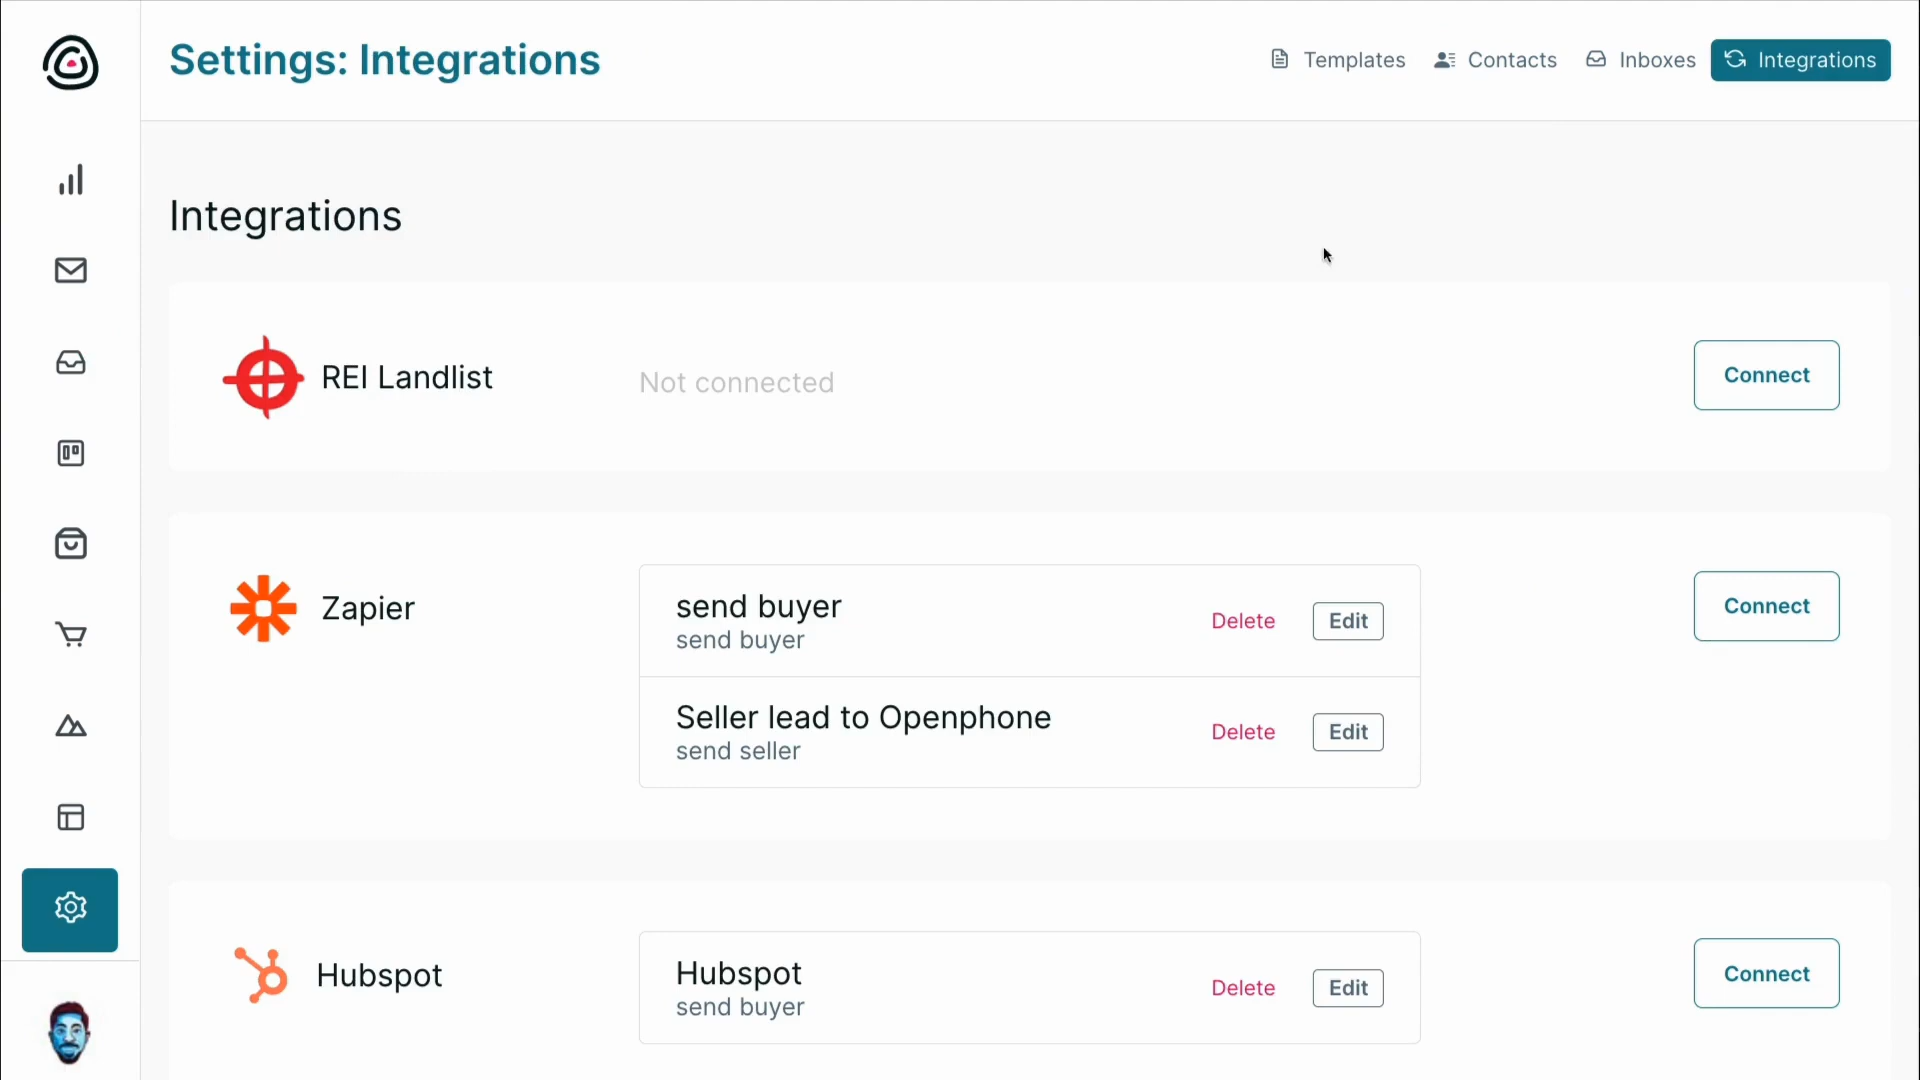 Settings: Integrations
Templates
Contacts
Inboxes
Integrations
Integrations
REI Landlist
Not connected
Connect
Zapier
send buyer
send buyer
Delete
Edit
Connect
Seller lead to Openphone
send seller
Delete
Edit
Hubspot
Hubspot
send buyer
Delete
Edit
Connect